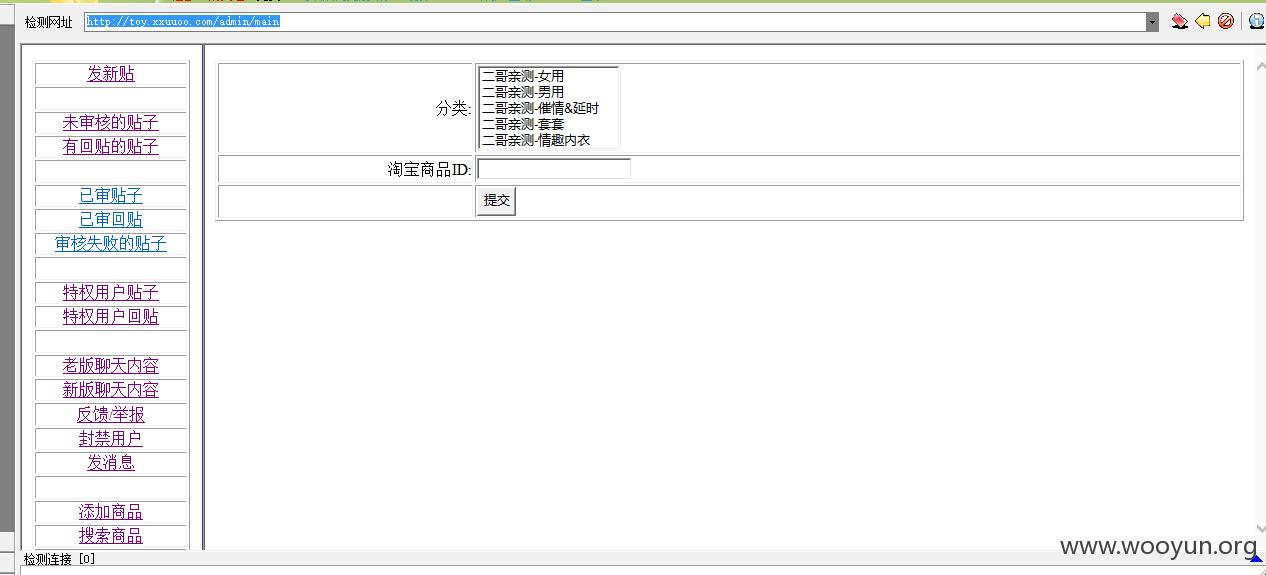 检测网址 http://toy.xxuuoo.com/admin/main
发新贴
未审核的贴子
有回贴的贴子
已审贴子
已审回贴
审核失败的贴子
特权用户贴子
特权用户回贴
老版聊天内容
新版聊天内容
反馈/举报
封禁用户
发消息
添加商品
搜索商品
分类:
二哥亲测-女用
二哥亲测-男用
二哥亲测-催情&延时
二哥亲测-套套
二哥亲测-情趣内衣
淘宝商品ID:
提交
www.wooyun.org
检测连接 [0]